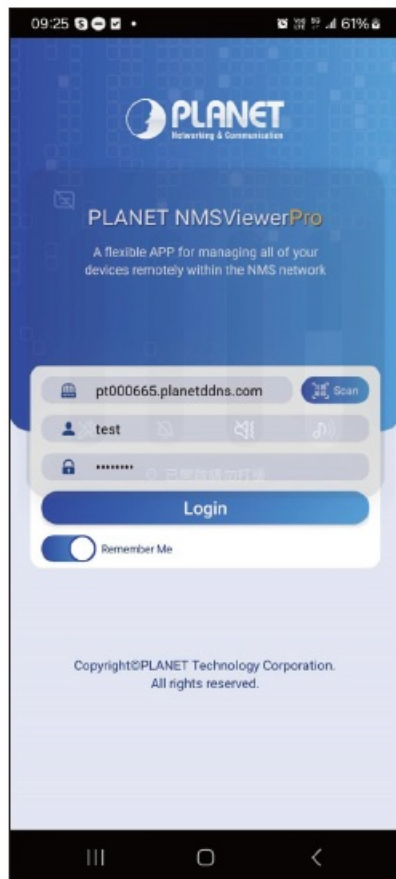 09:25
61%
PLANET
Networking & Communication
PLANET NMSViewerPro
A flexible APP for managing all of your
devices remotely within the NMS network
pt000665.planetddns.com
Scan
test
Login
Remember Me
Copyright©PLANET Technology Corporation.
All rights reserved.